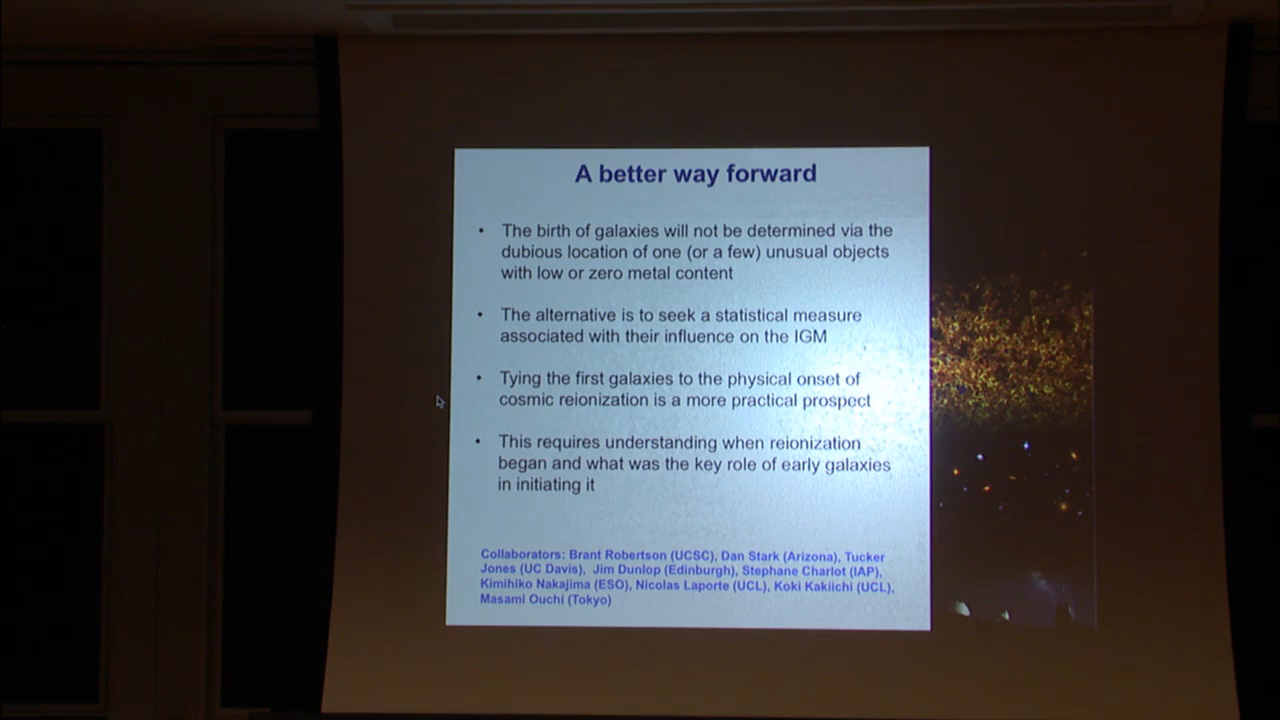 A better way forward
• The birth of galaxies will not be determined via the
dubious location of one (or a few) unusual objects
with low or zero metal content
• The alternative is to seek a statistical measure
associated with their influence on the IGM
• Tying the first galaxies to the physical onset of
cosmic reionization is a more practical prospect
• This requires understanding when reionization
began and what was the key role of early galaxies
in initiating it
Collaborators: Brant Robertson (UCSC), Dan Stark (Arizona), Tucker
Jones (UC Davis), Jim Dunlop (Edinburgh), Stephane Charlot (IAP),
Kimihiko Nakajima (ESO), Nicolas Laporte (UCL), Koki Kakiichi (UCL),
Masami Ouchi (Tokyo)